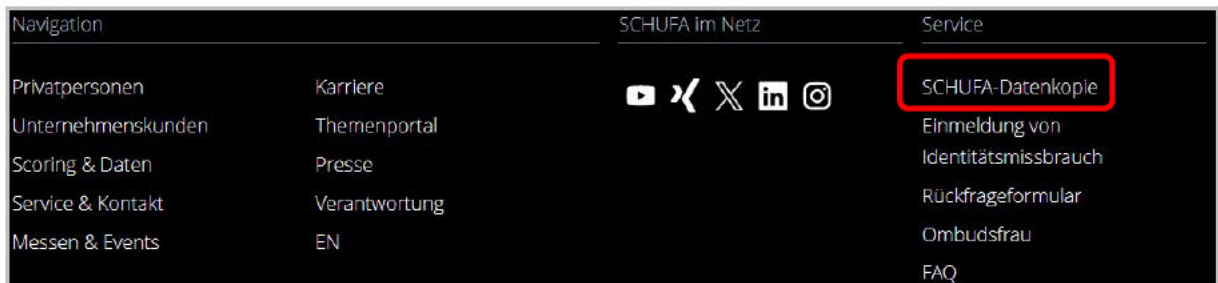 Navigation
Privatpersonen
Unternehmenskunden
Scoring & Daten
Service & Kontakt
Messen & Events
Karriere
Themenportal
Presse
Verantwortung
EN
SCHUFA im Netz
Service
SCHUFA-Datenkopie
Einmeldung von
Identitätsmissbrauch
Rückfrageformular
Ombudsfrau
FAQ